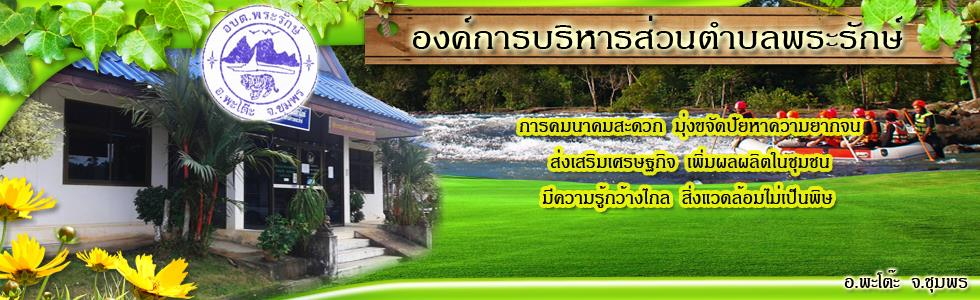 องค์การบริหารส่วนตำบลพระรักษ์
อบต.พระรักษ์
อ.พะโต๊ะ จ.ชุมพร
การคมนาคมสะดวก มุ่งขจัดปัญหาความยากจน
ส่งเสริมเศรษฐกิจ เพิ่มผลผลิตในชุมชน
มีความรู้กว้างไกล สิ่งแวดล้อมไม่เป็นพิษ
อ.พะโต๊ะ จ.ชุมพร